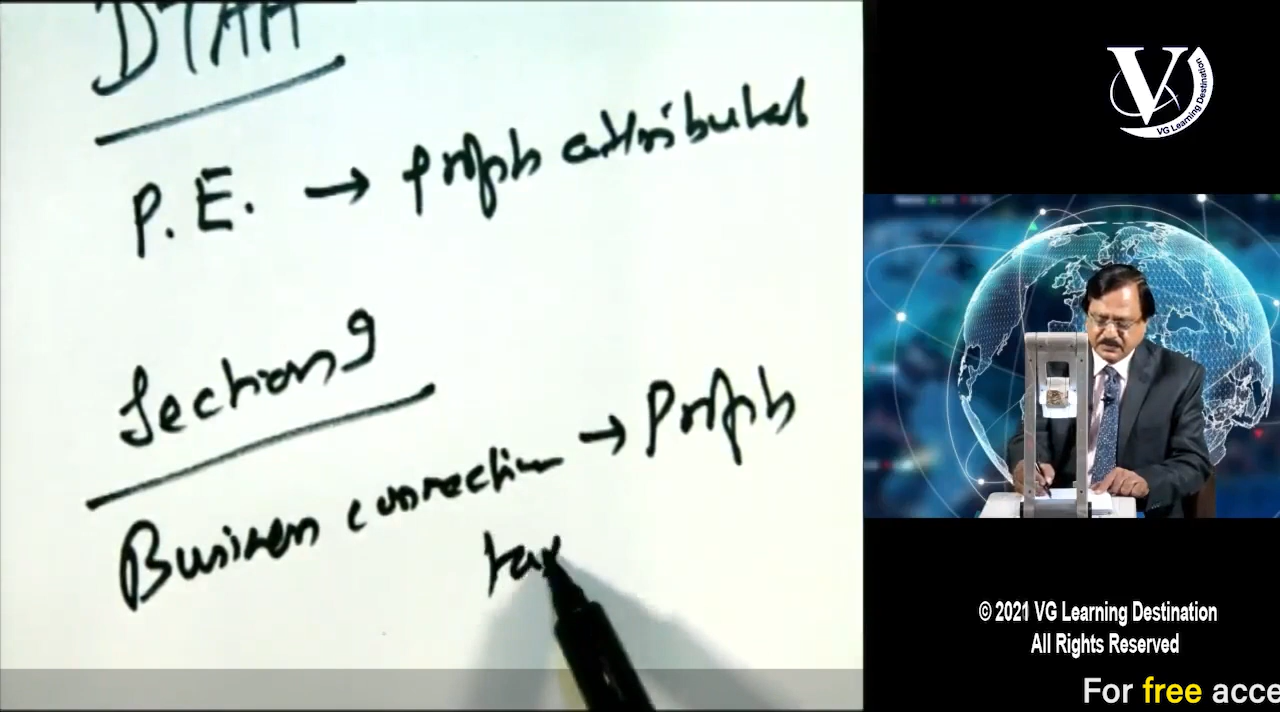 DTAA
P.E. → Profits attributed
Section 9
Business connection → Profits
tax
V
VG Learning Destination
© 2021 VG Learning Destination
All Rights Reserved
For free acce